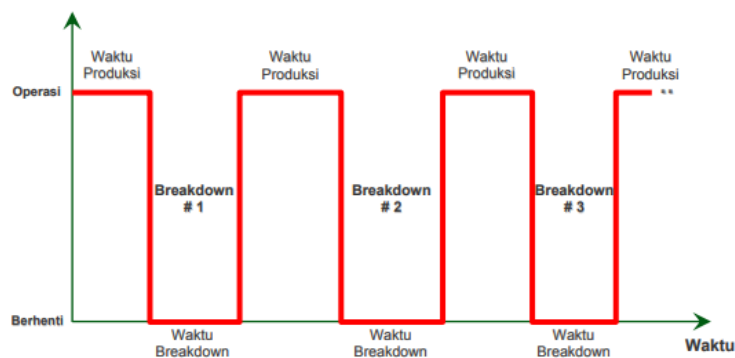 Waktu
Produksi
Waktu
Produksi
Waktu
Produksi
Waktu
Produksi
Operasi
Breakdown
# 1
Breakdown
# 2
Breakdown
# 3
Berhenti
Waktu
Breakdown
Waktu
Breakdown
Waktu
Breakdown
Waktu